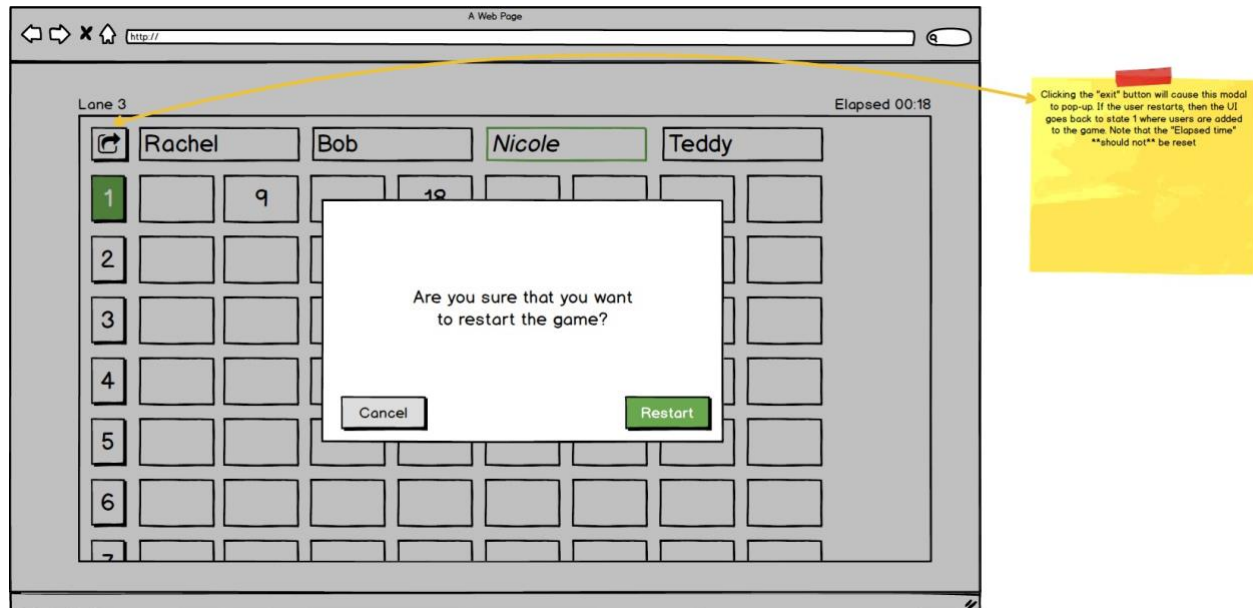 A Web Page
http://
Clicking the "exit" button will cause this modal
to pop-up. If the user restarts, then the UI
goes back to state 1 where users are added
to the game. Note that the "Elapsed time"
**should not** be reset
Lane 3
Elapsed 00:18
Rachel
Bob
Nicole
Teddy
1
9
18
2
3
4
5
6
7
Are you sure that you want
to restart the game?
Cancel
Restart